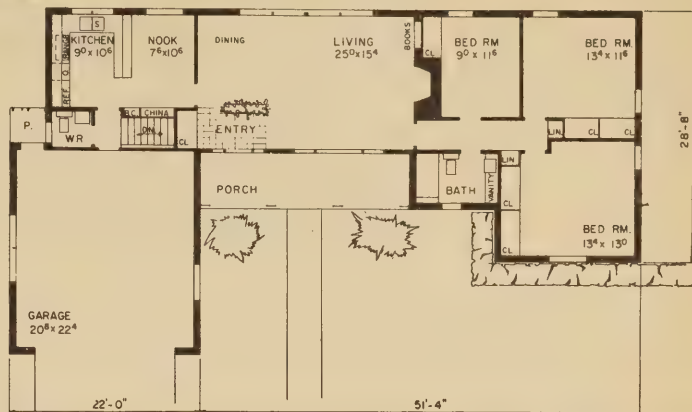 S
KITCHEN
9⁰ x 10⁶
NOOK
7⁶ x 10⁶
DINING
LIVING
25⁰ x 15⁴
BOOKS
CL
BED RM
9⁰ x 11⁶
BED RM.
13⁴ x 11⁶
REF. O. RANGE
P.
WR
B.C. CHINA
DN.
CL
ENTRY
LIN.
CL
CL
28'-8"
PORCH
BATH
VANITY
LIN
CL
CL
BED RM.
13⁴ x 13⁰
GARAGE
20⁸ x 22⁴
22'-0"
51'-4"